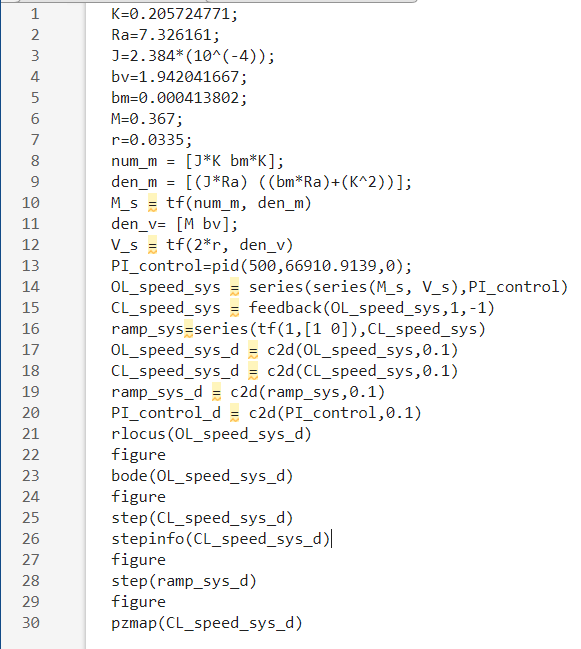 1 K=0.205724771;
2 Ra=7.326161;
3 J=2.384*(10^(-4));
4 bv=1.942041667;
5 bm=0.000413802;
6 M=0.367;
7 r=0.0335;
8 num_m = [J*K bm*K];
9 den_m = [(J*Ra) ((bm*Ra)+(K^2))];
10 M_s = tf(num_m, den_m)
11 den_v= [M bv];
12 V_s = tf(2*r, den_v)
13 PI_control=pid(500,66910.9139,0);
14 OL_speed_sys = series(series(M_s, V_s),PI_control)
15 CL_speed_sys = feedback(OL_speed_sys,1,-1)
16 ramp_sys=series(tf(1,[1 0]),CL_speed_sys)
17 OL_speed_sys_d = c2d(OL_speed_sys,0.1)
18 CL_speed_sys_d = c2d(CL_speed_sys,0.1)
19 ramp_sys_d = c2d(ramp_sys,0.1)
20 PI_control_d = c2d(PI_control,0.1)
21 rlocus(OL_speed_sys_d)
22 figure
23 bode(OL_speed_sys_d)
24 figure
25 step(CL_speed_sys_d)
26 stepinfo(CL_speed_sys_d)
27 figure
28 step(ramp_sys_d)
29 figure
30 pzmap(CL_speed_sys_d)